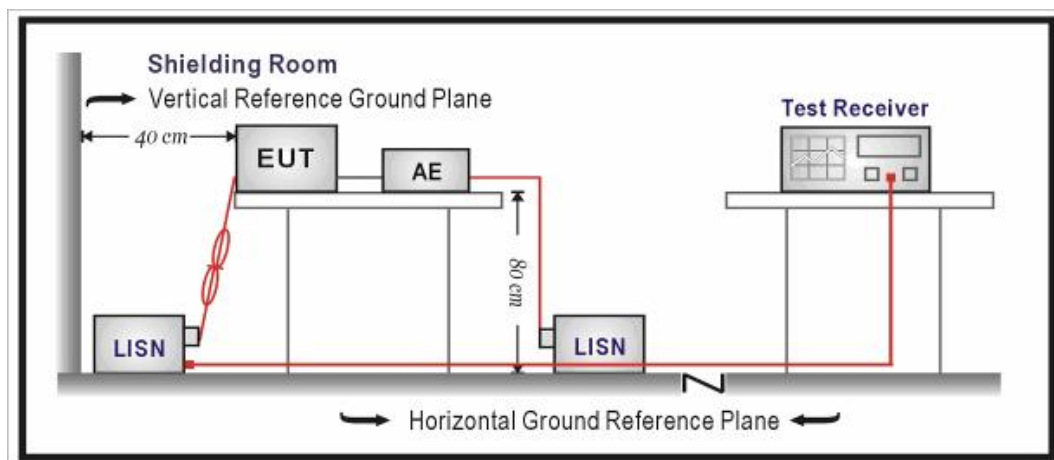 Shielding Room
Vertical Reference Ground Plane
40 cm
Test Receiver
EUT
AE
80 cm
LISN
LISN
Horizontal Ground Reference Plane